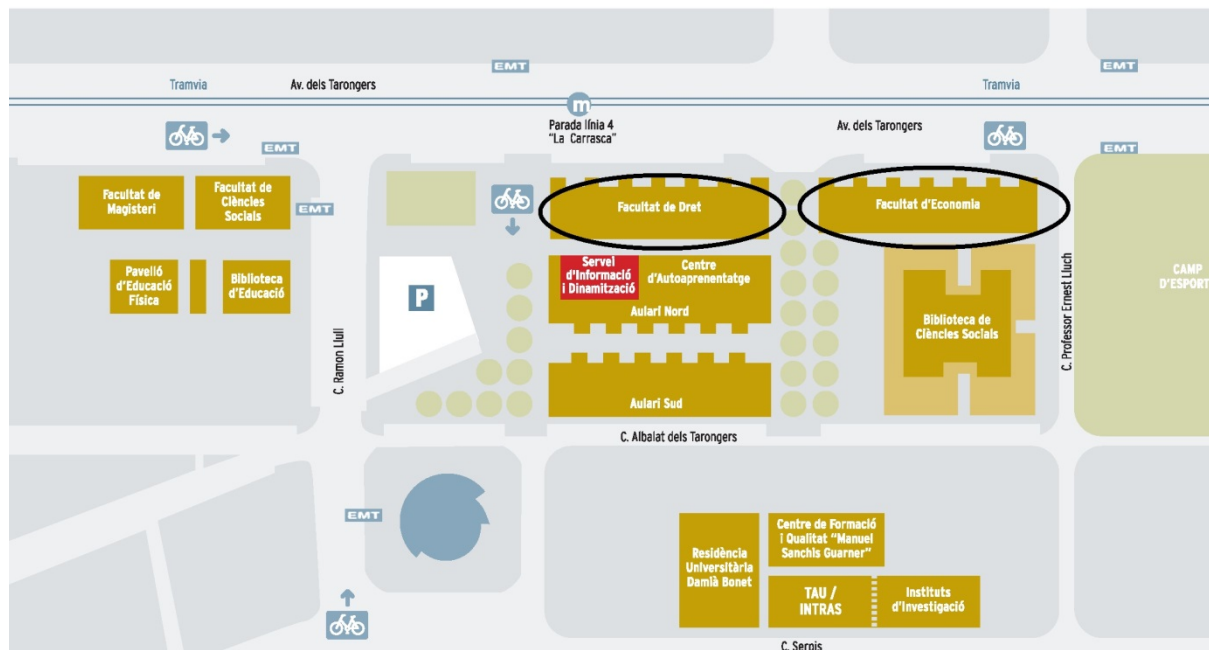 EMT
EMT
Tramvia
Av. dels Tarongers
Tramvia
m
Parada línia 4
"La Carrasca"
Av. dels Tarongers
EMT
EMT
Facultat de
Magisteri
Facultat de
Ciències
Socials
EMT
Facultat de Dret
Facultat d'Economia
Pavelló
d'Educació
Física
Biblioteca
d'Educació
P
Servel
d'Informació
i Dinamització
Centre
d'Autoaprenentatge
Aulari Nord
Biblioteca de
Ciències Socials
CAMP
D'ESPORT
C. Ramon Llull
C. Professor Ernest Lluch
Aulari Sud
C. Albalat dels Tarongers
EMT
Residència
Universitària
Damià Bonet
Centre de Formació
i Qualitat "Manuel
Sanchis Guarner"
TAU /
INTRAS
Instituts
d'Investigació
C. Serpis